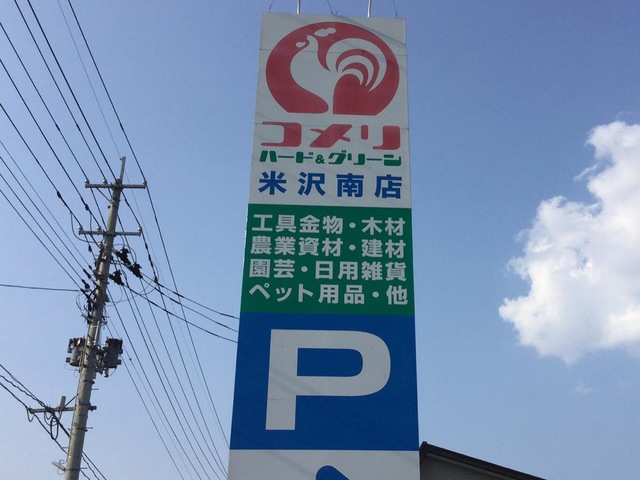 コメリ
ハード&グリーン
米沢南店
工具金物・木材
農業資材・建材
園芸・日用雑貨
ペット用品・他
P